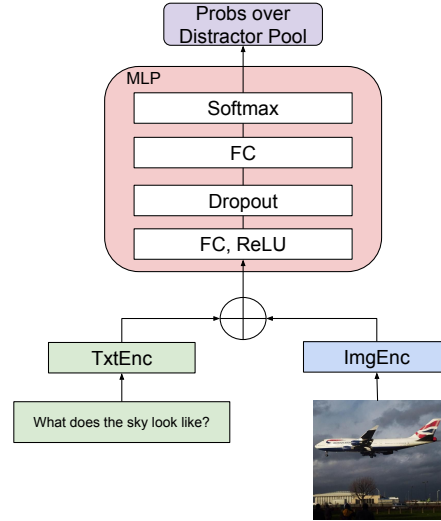 Probs over
Distractor Pool
MLP
Softmax
FC
Dropout
FC, ReLU
TxtEnc
ImgEnc
What does the sky look like?